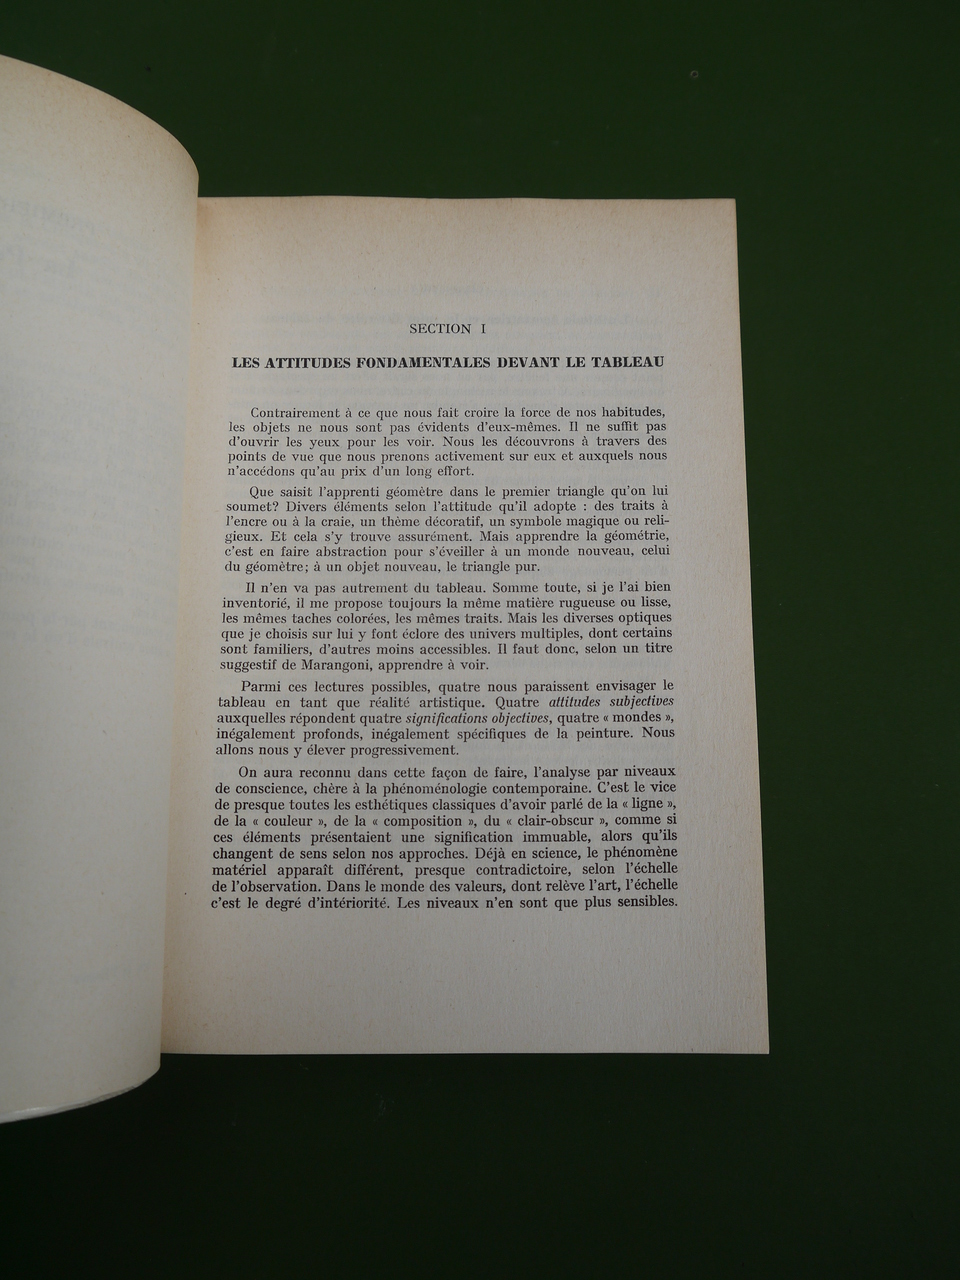 SECTION I
LES ATTITUDES FONDAMENTALES DEVANT LE TABLEAU
Contrairement à ce que nous fait croire la force de nos habitudes,
les objets ne nous sont pas évidents d'eux-mêmes. Il ne suffit pas
d'ouvrir les yeux pour les voir. Nous les découvrons à travers des
points de vue que nous prenons activement sur eux et auxquels nous
n'accédons qu'au prix d'un long effort.
Que saisit l'apprenti géomètre dans le premier triangle qu'on lui
soumet? Divers éléments selon l'attitude qu'il adopte : des traits à
l'encre ou à la craie, un thème décoratif, un symbole magique ou reli-
gieux. Et cela s'y trouve assurément. Mais apprendre la géométrie,
c'est en faire abstraction pour s'éveiller à un monde nouveau, celui
du géomètre; à un objet nouveau, le triangle pur.
Il n'en va pas autrement du tableau. Somme toute, si je l'ai bien
inventorié, il me propose toujours la même matière rugueuse ou lisse,
les mêmes taches colorées, les mêmes traits. Mais les diverses optiques
que je choisis sur lui y font éclore des univers multiples, dont certains
sont familiers, d'autres moins accessibles. Il faut donc, selon un titre
suggestif de Marangoni, apprendre à voir.
Parmi ces lectures possibles, quatre nous paraissent envisager le
tableau en tant que réalité artistique. Quatre attitudes subjectives
auxquelles répondent quatre significations objectives, quatre « mondes »,
inégalement profonds, inégalement spécifiques de la peinture. Nous
allons nous y élever progressivement.
On aura reconnu dans cette façon de faire, l'analyse par niveaux
de conscience, chère à la phénoménologie contemporaine. C'est le vice
de presque toutes les esthétiques classiques d'avoir parlé de la « ligne »,
de la « couleur », de la « composition », du « clair-obscur », comme si
ces éléments présentaient une signification immuable, alors qu'ils
changent de sens selon nos approches. Déjà en science, le phénomène
matériel apparaît différent, presque contradictoire, selon l'échelle
de l'observation. Dans le monde des valeurs, dont relève l'art, l'échelle
c'est le degré d'intériorité. Les niveaux n'en sont que plus sensibles.